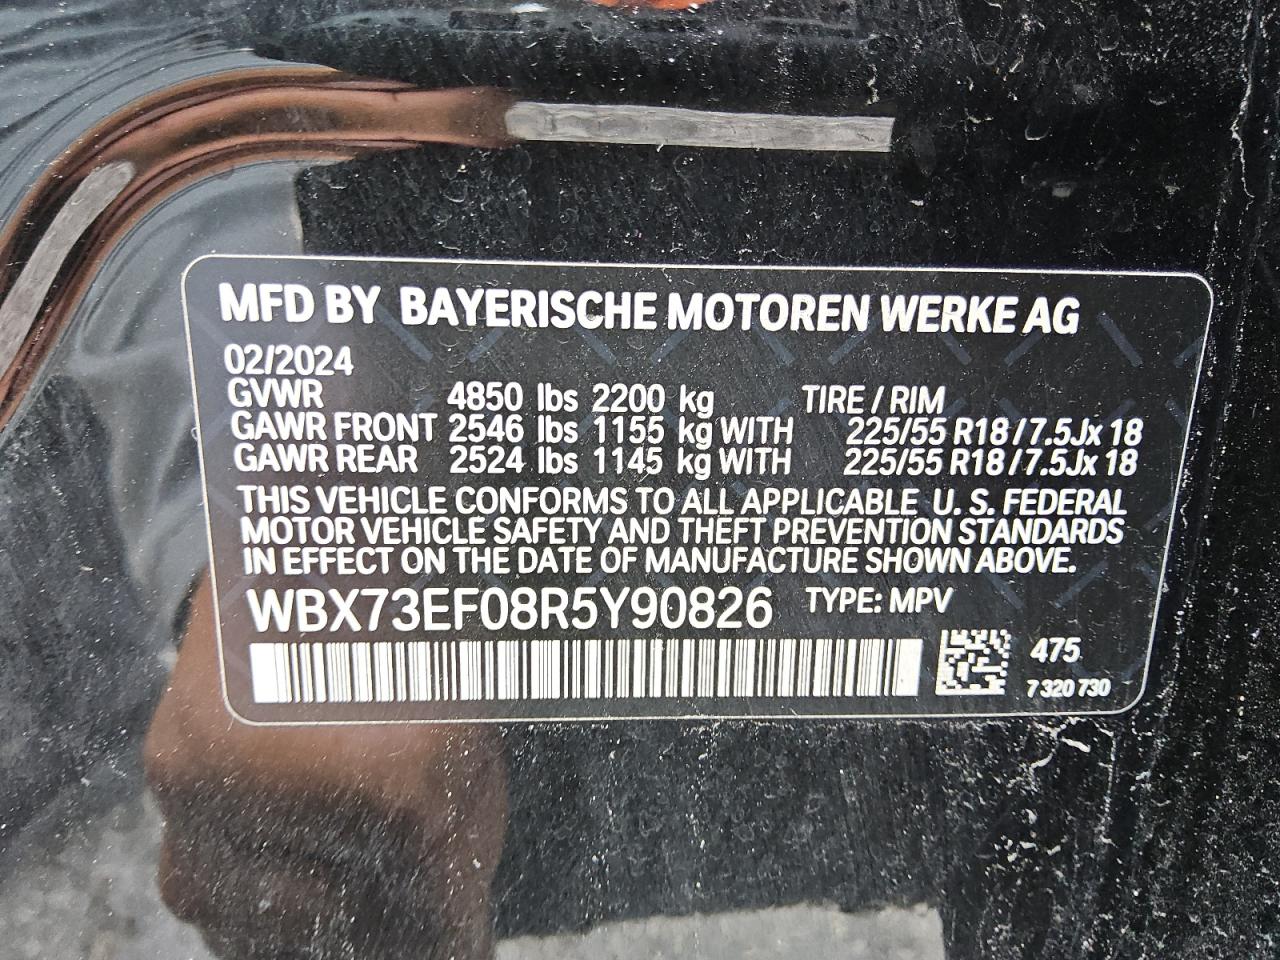 MFD BY BAYERISCHE MOTOREN WERKE AG
02/2024
GVWR 4850 lbs 2200 kg TIRE / RIM
GAWR FRONT 2546 lbs 1155 kg WITH 225/55 R18 / 7.5Jx 18
GAWR REAR 2524 lbs 1145 kg WITH 225/55 R18 / 7.5Jx 18
THIS VEHICLE CONFORMS TO ALL APPLICABLE U. S. FEDERAL
MOTOR VEHICLE SAFETY AND THEFT PREVENTION STANDARDS
IN EFFECT ON THE DATE OF MANUFACTURE SHOWN ABOVE.
WBX73EF08R5Y90826 TYPE: MPV
475
7 320 730